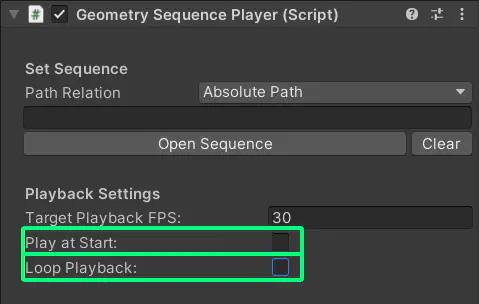 Geometry Sequence Player (Script)
Set Sequence
Path Relation Absolute Path
Open Sequence Clear
Playback Settings
Target Playback FPS: 30
Play at Start:
Loop Playback: